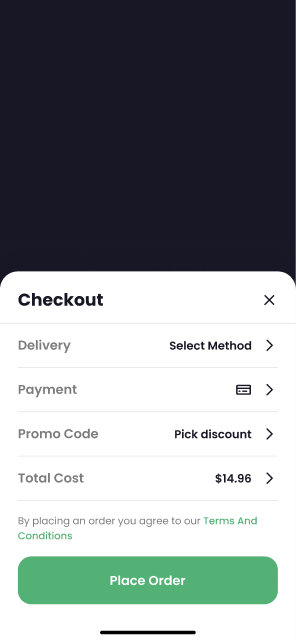 Checkout
Delivery Select Method
Payment
Promo Code Pick discount
Total Cost $14.96
By placing an order you agree to our Terms And
Conditions
Place Order